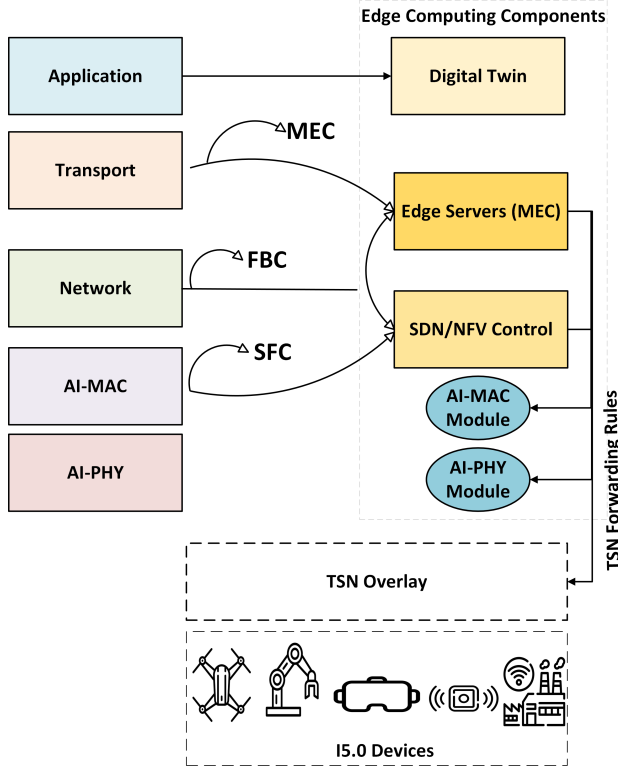 Edge Computing Components
Application
Digital Twin
MEC
Transport
Edge Servers (MEC)
FBC
Network
SDN/NFV Control
SFC
AI-MAC
AI-MAC
Module
AI-PHY
AI-PHY
Module
TSN Forwarding Rules
TSN Overlay
I5.0 Devices